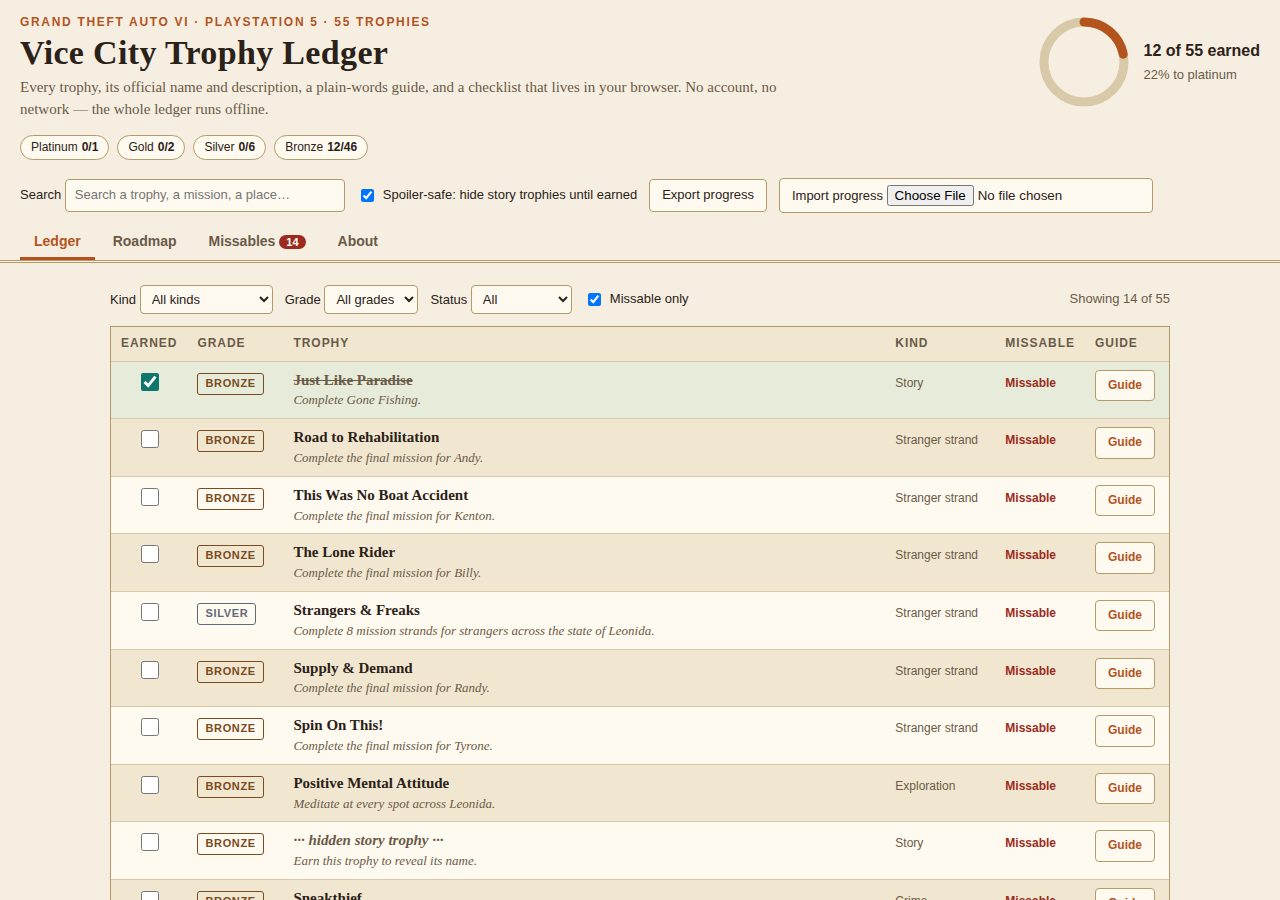 GRAND THEFT AUTO VI · PLAYSTATION 5 · 55 TROPHIES
Vice City Trophy Ledger
Every trophy, its official name and description, a plain-words guide, and a checklist that lives in your browser. No account, no
network — the whole ledger runs offline.
12 of 55 earned
22% to platinum
Platinum 0/1 Gold 0/2 Silver 0/6 Bronze 12/46
Search Search a trophy, a mission, a place… Spoiler-safe: hide story trophies until earned Export progress Import progress Choose File No file chosen
Ledger Roadmap Missables 14 About
Kind All kinds Grade All grades Status All Missable only Showing 14 of 55
EARNED GRADE TROPHY KIND MISSABLE GUIDE
BRONZE Just Like Paradise Story Missable Guide
Complete Gone Fishing.
BRONZE Road to Rehabilitation Stranger strand Missable Guide
Complete the final mission for Andy.
BRONZE This Was No Boat Accident Stranger strand Missable Guide
Complete the final mission for Kenton.
BRONZE The Lone Rider Stranger strand Missable Guide
Complete the final mission for Billy.
SILVER Strangers & Freaks Stranger strand Missable Guide
Complete 8 mission strands for strangers across the state of Leonida.
BRONZE Supply & Demand Stranger strand Missable Guide
Complete the final mission for Randy.
BRONZE Spin On This! Stranger strand Missable Guide
Complete the final mission for Tyrone.
BRONZE Positive Mental Attitude Exploration Missable Guide
Meditate at every spot across Leonida.
BRONZE ··· hidden story trophy ··· Story Missable Guide
Earn this trophy to reveal its name.
BRONZE Sneakthief Crime Missable Guide